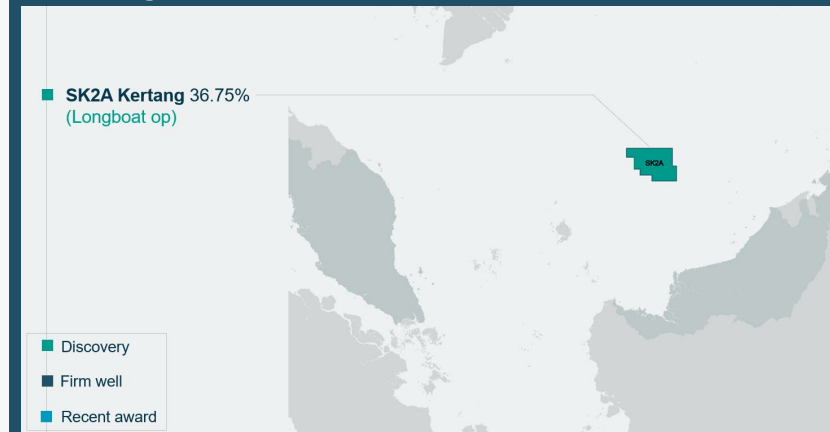 SK2A Kertang 36.75%
(Longboat op)
SK2A
Discovery
Firm well
Recent award